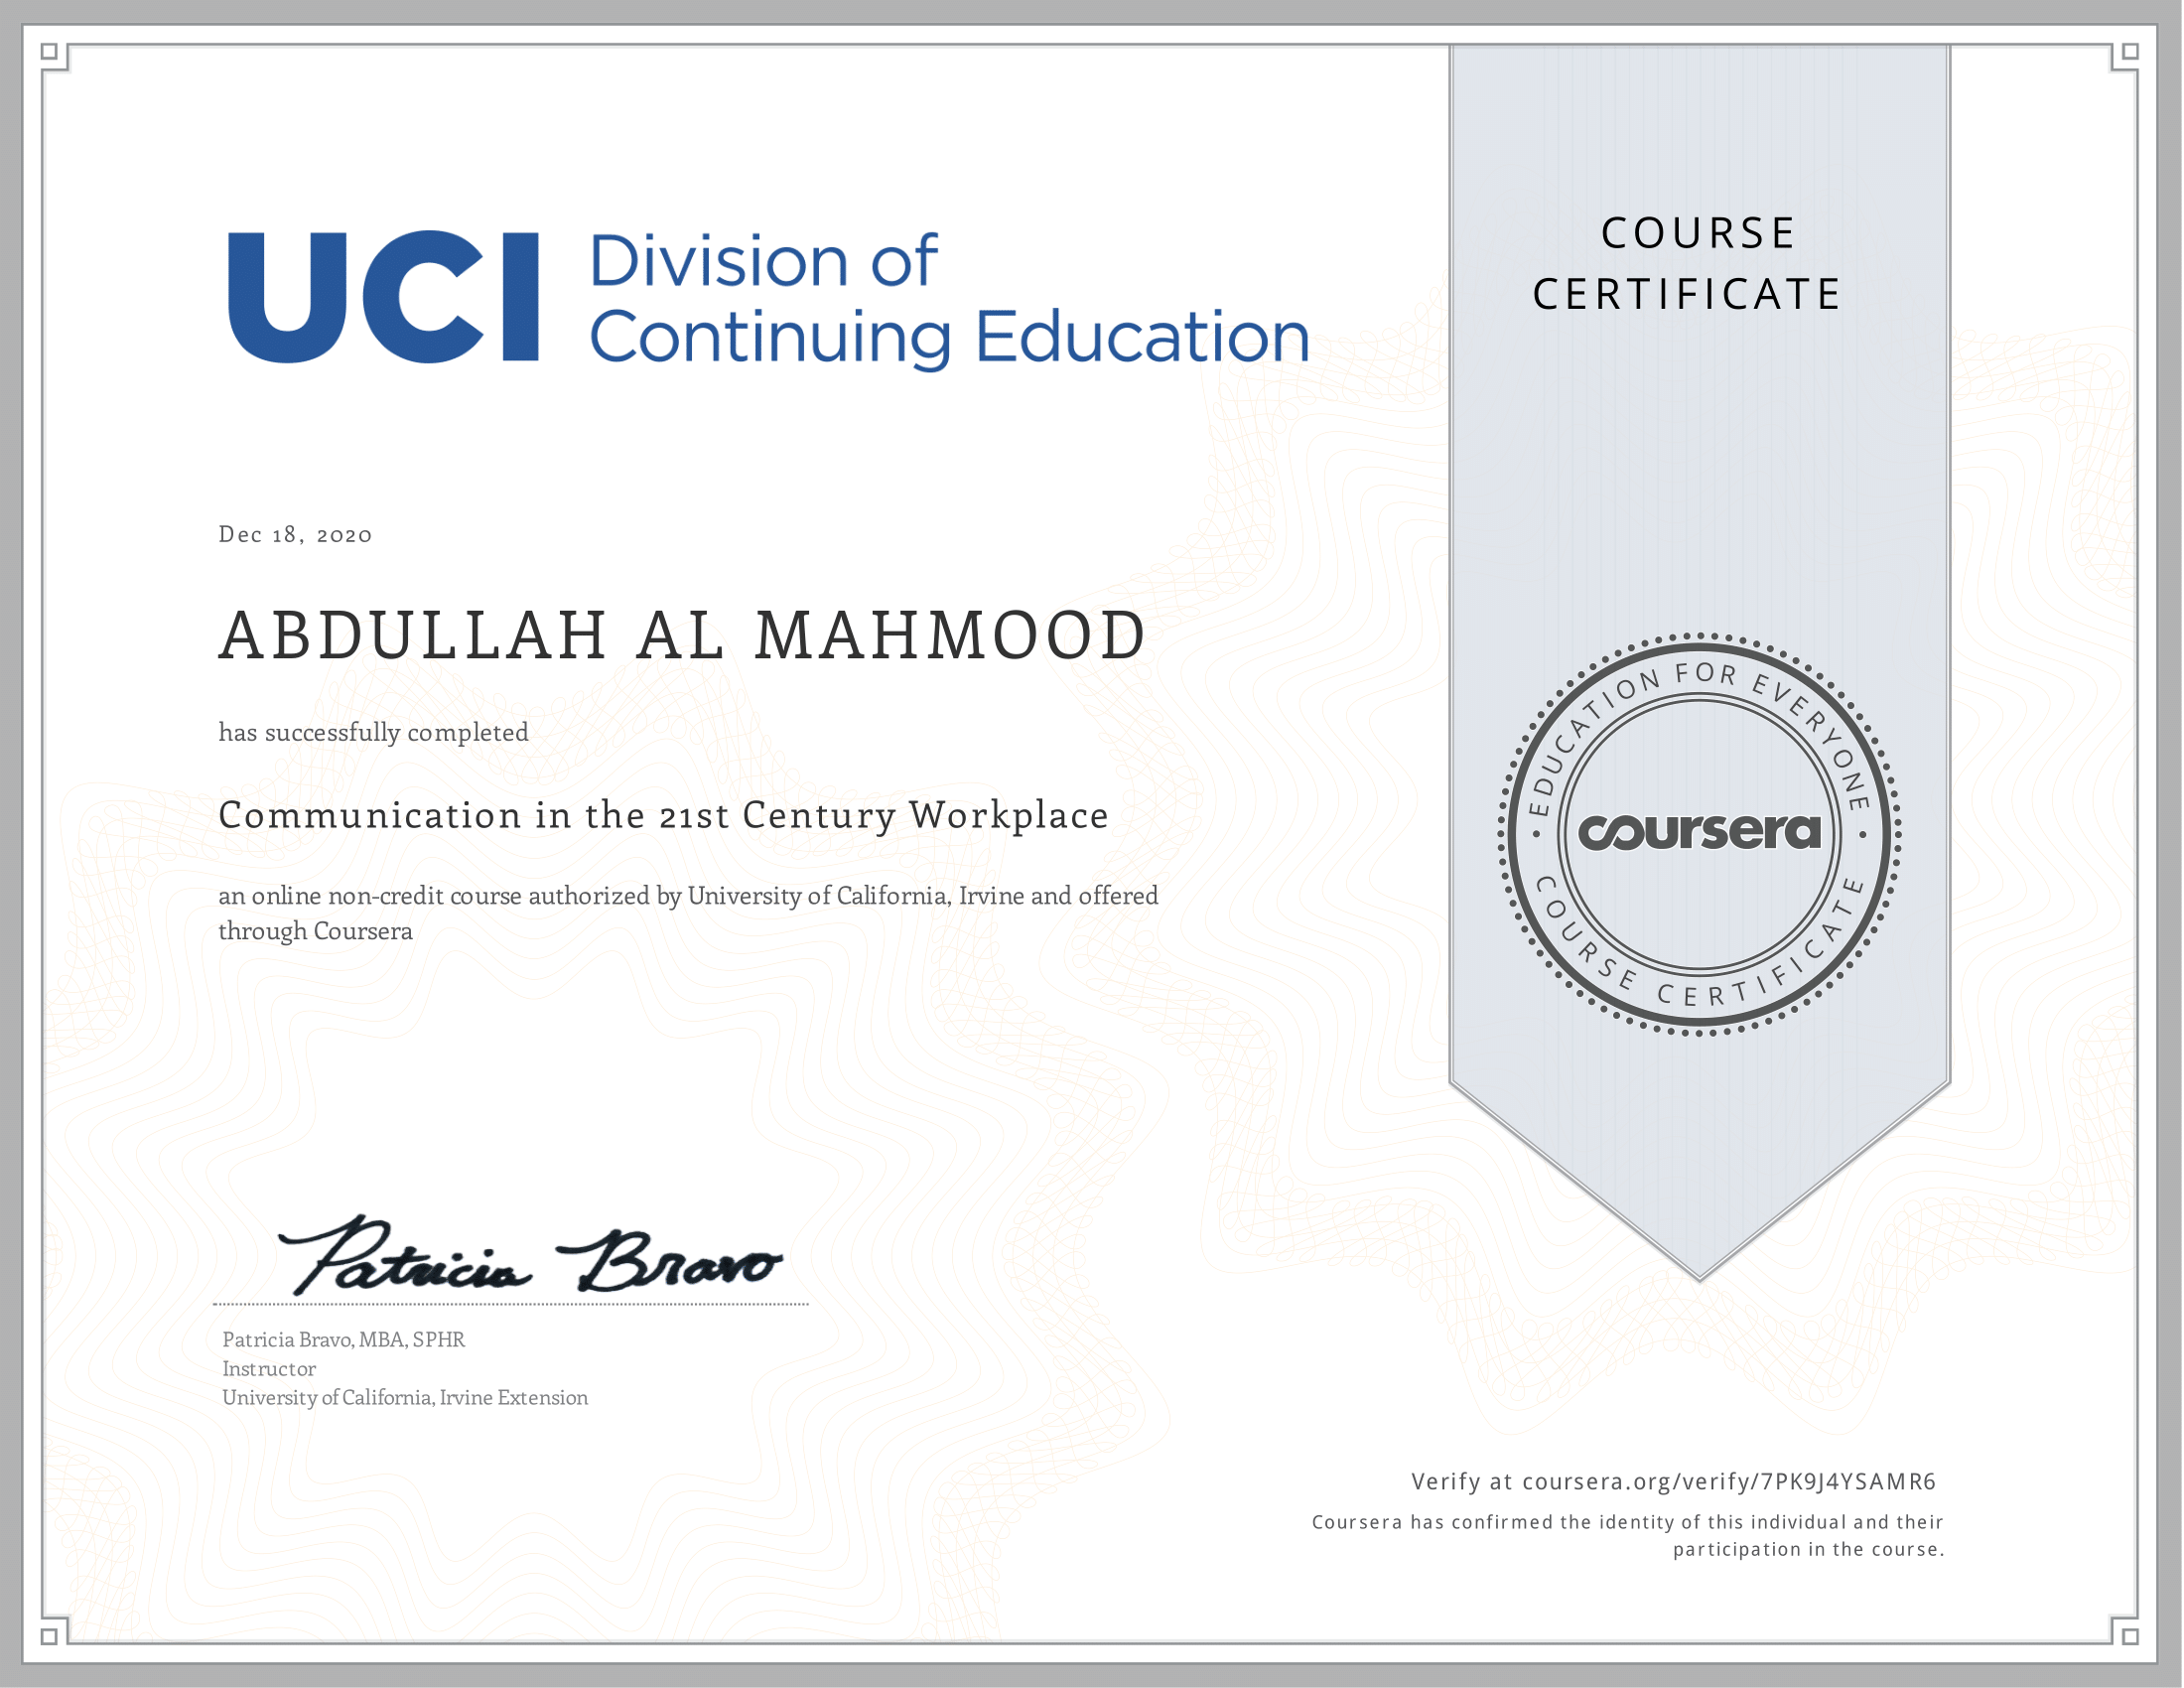 UCI Division of
Continuing Education
COURSE
CERTIFICATE
Dec 18, 2020
ABDULLAH AL MAHMOOD
has successfully completed
Communication in the 21st Century Workplace
an online non-credit course authorized by University of California, Irvine and offered
through Coursera
EDUCATION FOR EVERYONE
coursera
COURSE CERTIFICATE
Patricia Bravo
Patricia Bravo, MBA, SPHR
Instructor
University of California, Irvine Extension
Verify at coursera.org/verify/7PK9J4YSAMR6
Coursera has confirmed the identity of this individual and their
participation in the course.